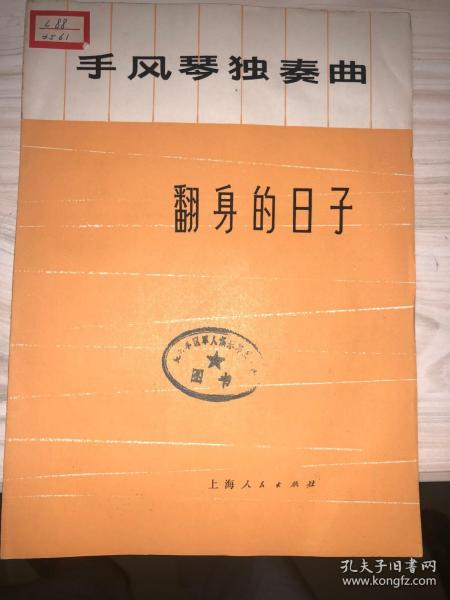 L88
手风琴独奏曲
翻身的日子
图书
上海人民出版社
孔夫子旧书网
www.kongfz.com